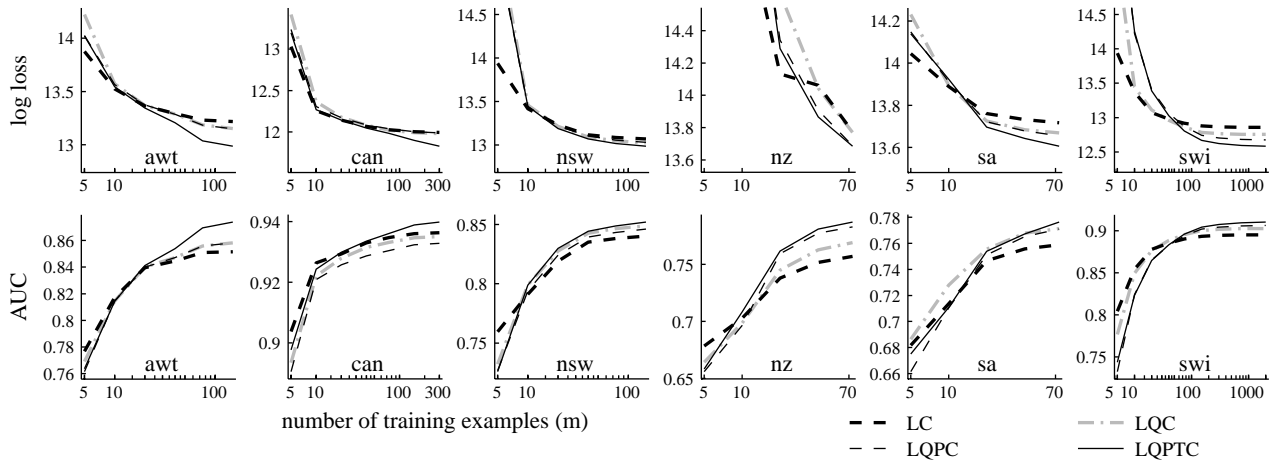 log loss
14
13.5
13
5 10 100
awt
13
12.5
12
5 10 100 300
can
14.5
14
13.5
13
5 10 100
nsw
14.4
14.2
14
13.8
13.6
5 10 70
nz
14.2
14
13.8
13.6
5 10 70
sa
14.5
14
13.5
13
12.5
5 10 100 1000
swi
AUC
0.86
0.84
0.82
0.8
0.78
0.76
5 10 100
awt
0.94
0.92
0.9
5 10 100 300
can
0.85
0.8
0.75
5 10 100
nsw
0.75
0.7
0.65
5 10 70
nz
0.78
0.76
0.74
0.72
0.7
0.68
0.66
5 10 70
sa
0.9
0.85
0.8
0.75
5 10 100 1000
swi
number of training examples (m)
LC LQC
LQPC LQPTC